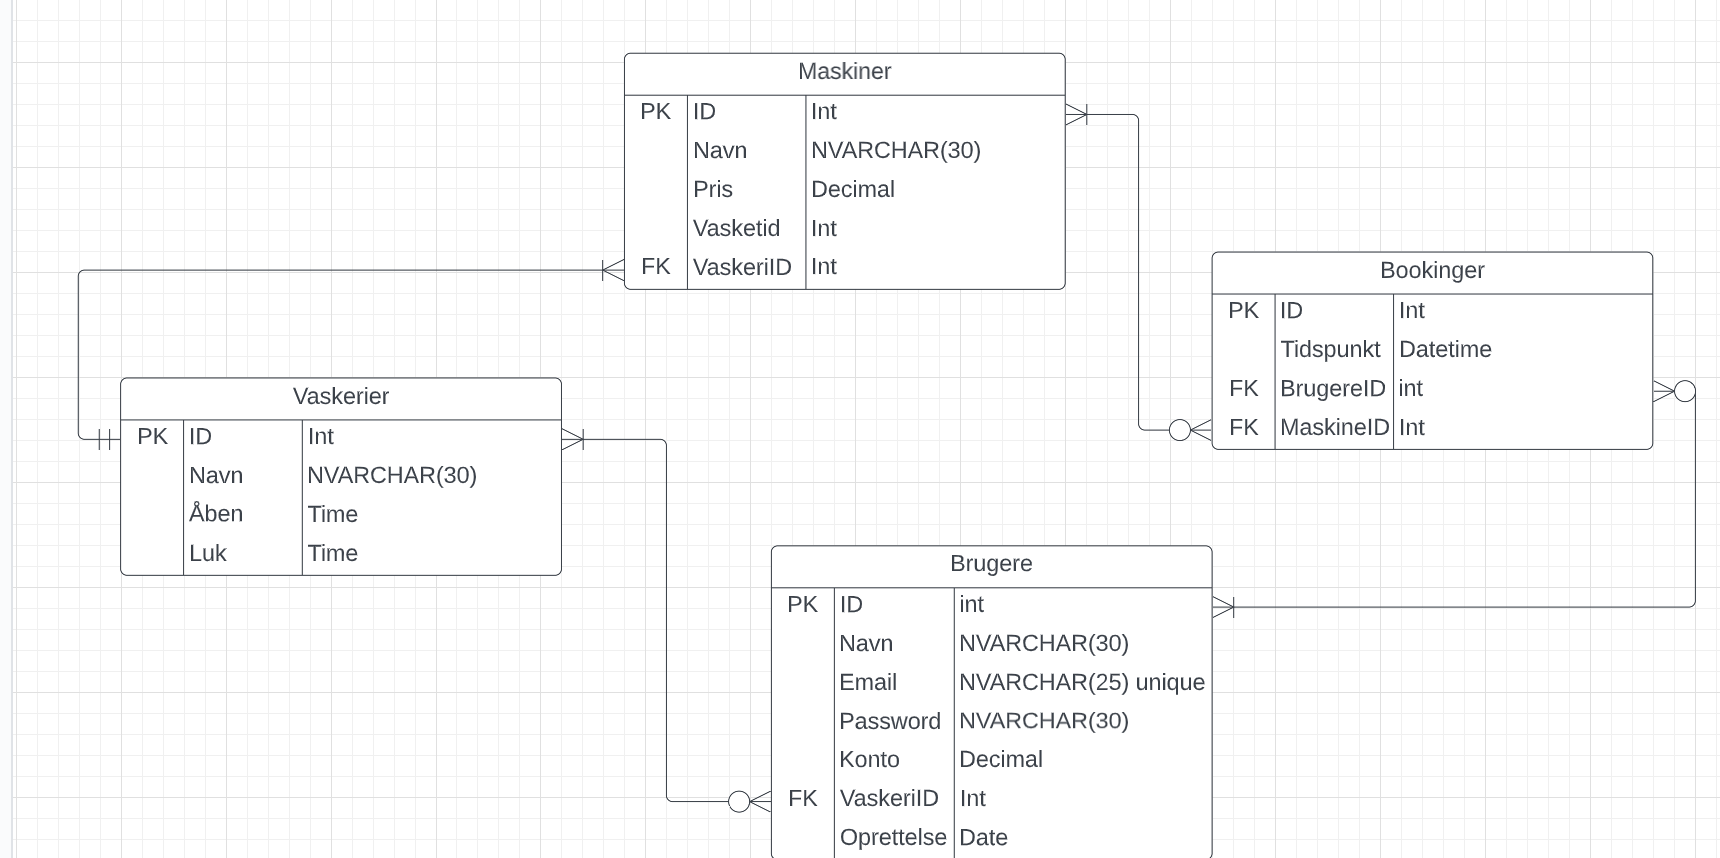 Maskiner
PK ID Int
Navn NVARCHAR(30)
Pris Decimal
Vasketid Int
FK VaskeriID Int
Bookinger
PK ID Int
Tidspunkt Datetime
FK BrugereID int
FK MaskineID Int
Vaskerier
PK ID Int
Navn NVARCHAR(30)
Åben Time
Luk Time
Brugere
PK ID int
Navn NVARCHAR(30)
Email NVARCHAR(25) unique
Password NVARCHAR(30)
Konto Decimal
FK VaskeriID Int
Oprettelse Date